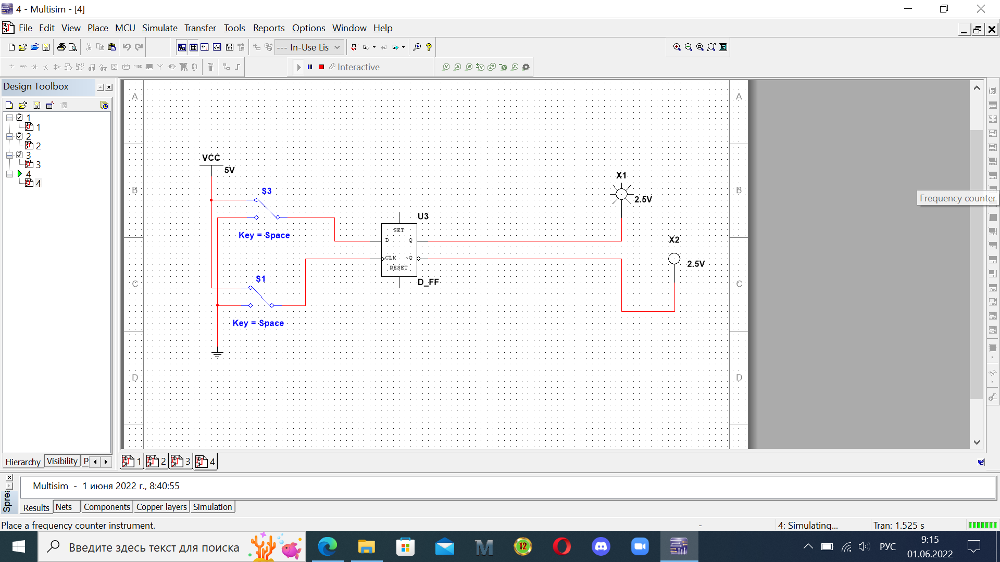 4 - Multisim - [4]
File Edit View Place MCU Simulate Transfer Tools Reports Options Window Help
--- In-Use Lis
Interactive
Design Toolbox
1
1
2
2
3
3
4
4
Hierarchy Visibility P
A
B
C
D
A
B
C
D
VCC
5V
S3
Key = Space
S1
Key = Space
U3
SET
D Q
CLK ~Q
RESET
D_FF
X1
2.5V
X2
2.5V
Frequency counter
1 2 3 4
Spre
Multisim - 1 июня 2022 г., 8:40:55
Results Nets Components Copper layers Simulation
Place a frequency counter instrument.
-
4: Simulating...
Tran: 1.525 s
Введите здесь текст для поиска
12
РУС
9:15
01.06.2022